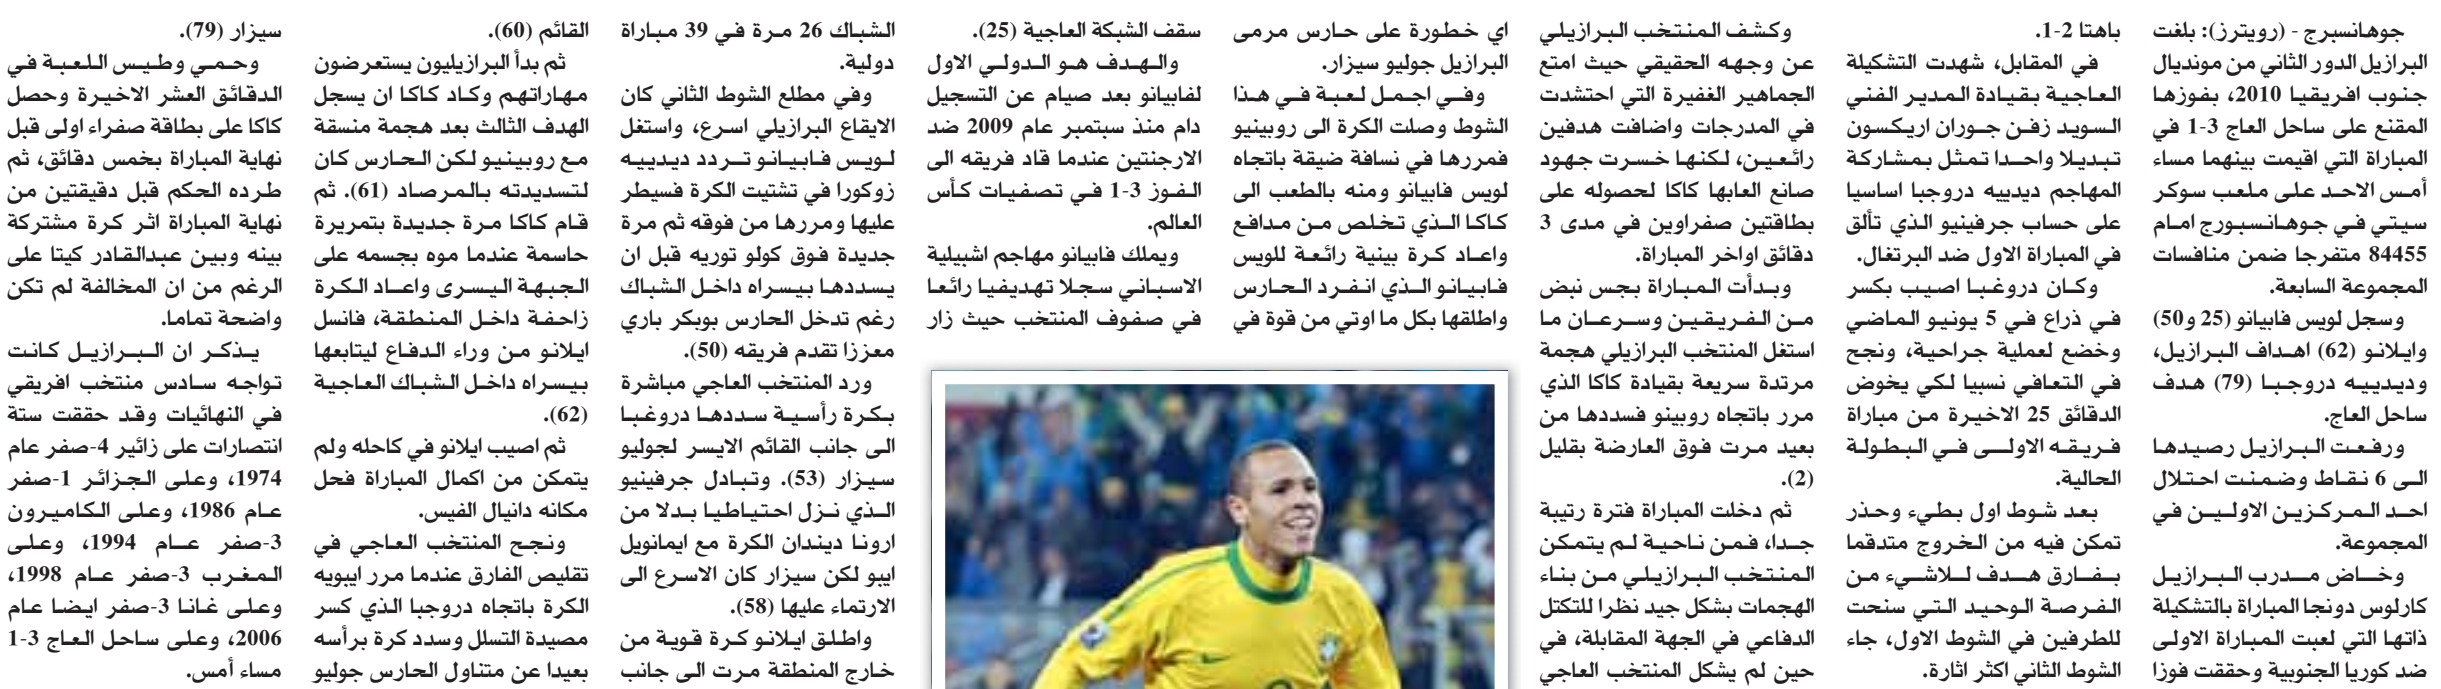 جوهانسبرج - (رويترز): بلغت
البرازيل الدور الثاني من مونديال
جنوب افريقيا 2010، بفوزها
المقنع على ساحل العاج 3-1 في
المباراة التي اقيمت بينهما مساء
أمس الاحد على ملعب سوكر
سيتي في جوهانسبورج امام
84455 متفرجا ضمن منافسات
المجموعة السابعة.
وسجل لويس فابيانو (25 و50)
وايلانو (62) اهداف البرازيل،
وديدييه دروجبا (79) هدف
ساحل العاج.
ورفعت البرازيل رصيدها
الى 6 نقاط وضمنت احتلال
احد المركزين الاولين في
المجموعة.
وخاض مدرب البرازيل
كارلوس دونجا المباراة بالتشكيلة
ذاتها التي لعبت المباراة الاولى
ضد كوريا الجنوبية وحققت فوزا
باهتا 2-1.
في المقابل، شهدت التشكيلة
العاجية بقيادة المدير الفني
السويد زفن جوران اريكسون
تبديلا واحدا تمثل بمشاركة
المهاجم ديدييه دروجبا اساسيا
على حساب جرفينيو الذي تألق
في المباراة الاول ضد البرتغال.
وكان دروغبا اصيب بكسر
في ذراع في 5 يونيو الماضي
وخضع لعملية جراحية، ونجح
في التعافي نسبيا لكي يخوض
الدقائق 25 الاخيرة من مباراة
فريقه الاولى في البطولة
الحالية.
بعد شوط اول بطيء وحذر
تمكن فيه من الخروج متدقما
بفارق هدف للاشيء من
الفرصة الوحيد التي سنحت
للطرفين في الشوط الاول، جاء
الشوط الثاني اكثر اثارة.
وكشف المنتخب البرازيلي
عن وجهه الحقيقي حيث امتع
الجماهير الغفيرة التي احتشدت
في المدرجات واضافت هدفين
رائعين، لكنها خسرت جهود
صانع العابها كاكا لحصوله على
بطاقتين صفراوين في مدى 3
دقائق اواخر المباراة.
وبدأت المباراة بجس نبض
من الفريقين وسرعان ما
استغل المنتخب البرازيلي هجمة
مرتدة سريعة بقيادة كاكا الذي
مرر باتجاه روبينو فسددها من
بعيد مرت فوق العارضة بقليل
(2).
ثم دخلت المباراة فترة رتيبة
جدا، فمن ناحية لم يتمكن
المنتخب البرازيلي من بناء
الهجمات بشكل جيد نظرا للتكتل
الدفاعي في الجهة المقابلة، في
حين لم يشكل المنتخب العاجي
اي خطورة على حارس مرمى
البرازيل جوليو سيزار.
وفي اجمل لعبة في هذا
الشوط وصلت الكرة الى روبينيو
فمررها في نسافة ضيقة باتجاه
لويس فابيانو ومنه بالطعب الى
كاكا الذي تخلص من مدافع
واعاد كرة بينية رائعة للويس
فابيانو الذي انفرد الحارس
واطلقها بكل ما اوتي من قوة في
سقف الشبكة العاجية (25).
والهدف هو الدولي الاول
لفابيانو بعد صيام عن التسجيل
دام منذ سبتمبر عام 2009 ضد
الارجنتين عندما قاد فريقه الى
الفوز 3-1 في تصفيات كأس
العالم.
ويملك فابيانو مهاجم اشبيلية
الاسباني سجلا تهديفيا رائعا
في صفوف المنتخب حيث زار
الشباك 26 مرة في 39 مباراة
دولية.
وفي مطلع الشوط الثاني كان
الايقاع البرازيلي اسرع، واستغل
لويس فابيانو تردد ديدييه
زوكورا في تشتيت الكرة فسيطر
عليها ومررها من فوقه ثم مرة
جديدة فوق كولو توريه قبل ان
يسددها بيسراه داخل الشباك
رغم تدخل الحارس بوبكر باري
معززا تقدم فريقه (50).
ورد المنتخب العاجي مباشرة
بكرة رأسية سددها دروغبا
الى جانب القائم الايسر لجوليو
سيزار (53). وتبادل جرفينيو
الذي نزل احتياطيا بدلا من
ارونا ديندان الكرة مع ايمانويل
ايبو لكن سيزار كان الاسرع الى
الارتماء عليها (58).
واطلق ايلانو كرة قوية من
خارج المنطقة مرت الى جانب
القائم (60).
ثم بدأ البرازيليون يستعرضون
مهاراتهم وكاد كاكا ان يسجل
الهدف الثالث بعد هجمة منسقة
مع روبينيو لكن الحارس كان
لتسديدته بالمرصاد (61). ثم
قام كاكا مرة جديدة بتمريرة
حاسمة عندما موه بجسمه على
الجبهة اليسرى واعاد الكرة
زاحفة داخل المنطقة، فانسل
ايلانو من وراء الدفاع ليتابعها
بيسراه داخل الشباك العاجية
(62).
ثم اصيب ايلانو في كاحله ولم
يتمكن من اكمال المباراة فحل
مكانه دانيال الفيس.
ونجح المنتخب العاجي في
تقليص الفارق عندما مرر ايبويه
الكرة باتجاه دروجبا الذي كسر
مصيدة التسلل وسدد كرة برأسه
بعيدا عن متناول الحارس جوليو
سيزار (79).
وحمي وطيس اللعبة في
الدقائق العشر الاخيرة وحصل
كاكا على بطاقة صفراء اولى قبل
نهاية المباراة بخمس دقائق، ثم
طرده الحكم قبل دقيقتين من
نهاية المباراة اثر كرة مشتركة
بينه وبين عبدالقادر كيتا على
الرغم من ان المخالفة لم تكن
واضحة تماما.
يذكر ان البرازيل كانت
تواجه سادس منتخب افريقي
في النهائيات وقد حققت ستة
انتصارات على زائير 4-صفر عام
1974، وعلى الجزائر 1-صفر
عام 1986، وعلى الكاميرون
3-صفر عام 1994، وعلى
المغرب 3-صفر عام 1998،
وعلى غانا 3-صفر ايضا عام
2006، وعلى ساحل العاج 3-1
مساء أمس.